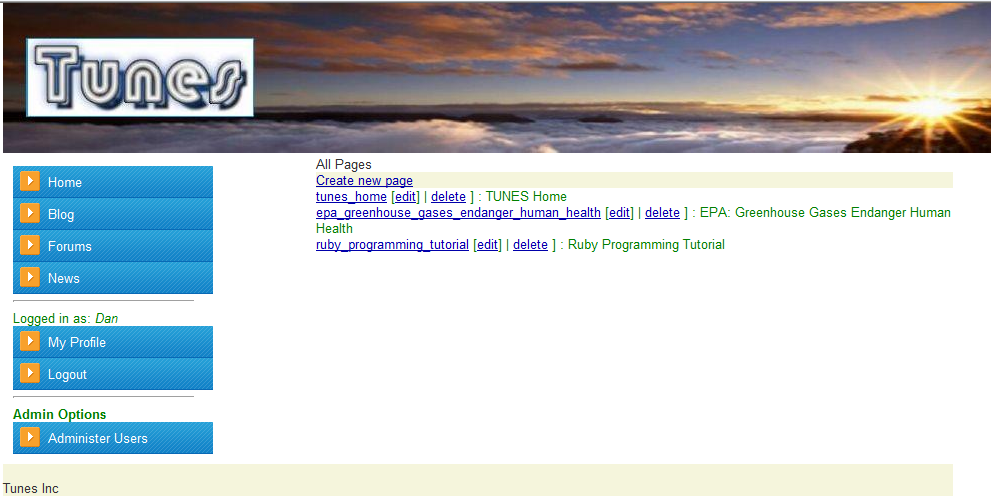 Tunes
Home
Blog
Forums
News
Logged in as: Dan
My Profile
Logout
Admin Options
Administer Users
All Pages
Create new page
tunes_home [edit] | delete ] : TUNES Home
epa_greenhouse_gases_endanger_human_health [edit] | delete ] : EPA: Greenhouse Gases Endanger Human
Health
ruby_programming_tutorial [edit] | delete ] : Ruby Programming Tutorial
Tunes Inc